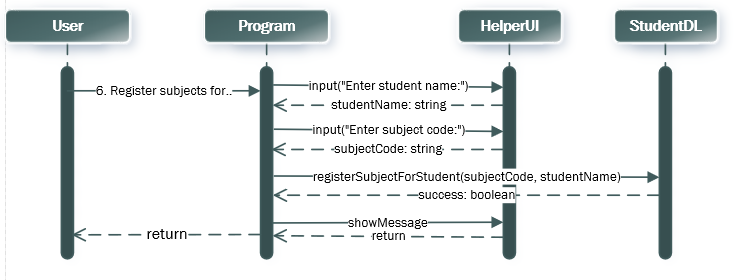 User
Program
HelperUI
StudentDL
6. Register subjects for..
input("Enter student name:")
studentName: string
input("Enter subject code:")
subjectCode: string
registerSubjectForStudent(subjectCode, studentName)
success: boolean
showMessage
return
return